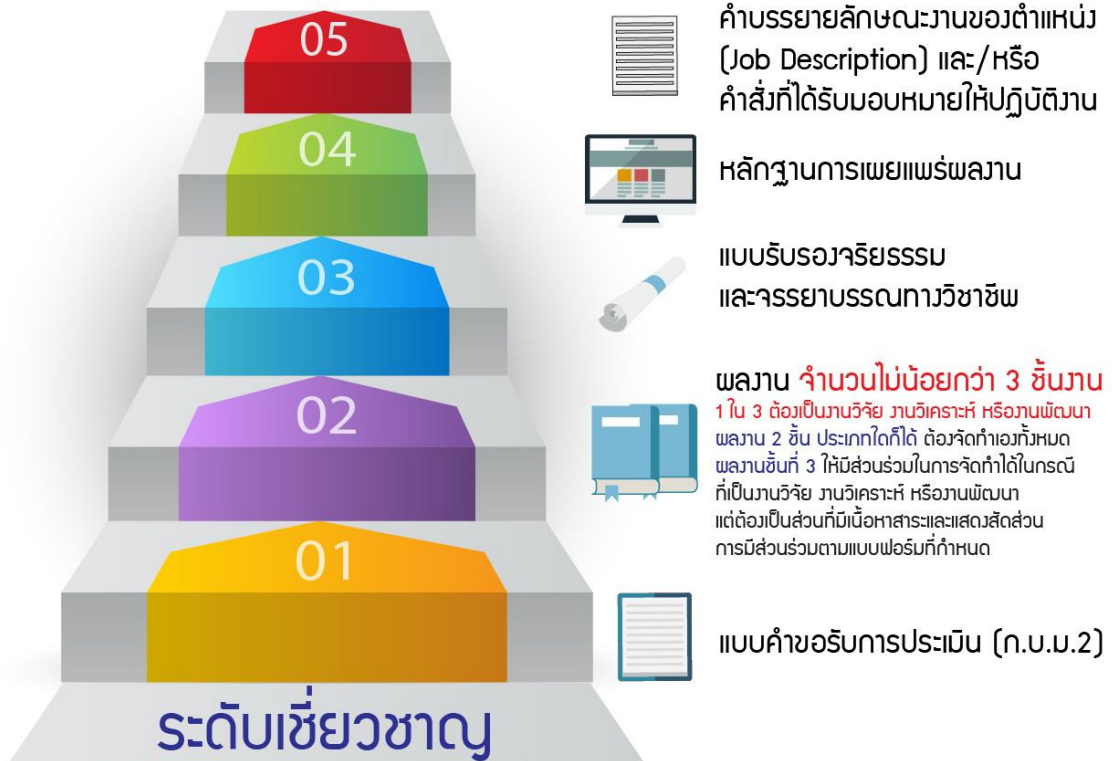 05
คำบรรยายลักษณะงานของตำแหน่ง
(Job Description) และ/หรือ
คำสั่งที่ได้รับมอบหมายให้ปฏิบัติงาน
04
หลักฐานการเผยแพร่ผลงาน
03
แบบรับรองจริยธรรม
และจรรยาบรรณทางวิชาชีพ
02
ผลงาน จำนวนไม่น้อยกว่า 3 ชิ้นงาน
1 ใน 3 ต้องเป็นงานวิจัย งานวิเคราะห์ หรืองานพัฒนา
ผลงาน 2 ชิ้น ประเภทใดก็ได้ ต้องจัดทำเองทั้งหมด
ผลงานชิ้นที่ 3 ให้มีส่วนร่วมในการจัดทำได้ในกรณี
ที่เป็นงานวิจัย งานวิเคราะห์ หรืองานพัฒนา
แต่ต้องเป็นส่วนที่มีเนื้อหาสาระและแสดงสัดส่วน
การมีส่วนร่วมตามแบบฟอร์มที่กำหนด
01
แบบคำขอรับการประเมิน (ก.บ.ม.2)
ระดับเชี่ยวชาญ